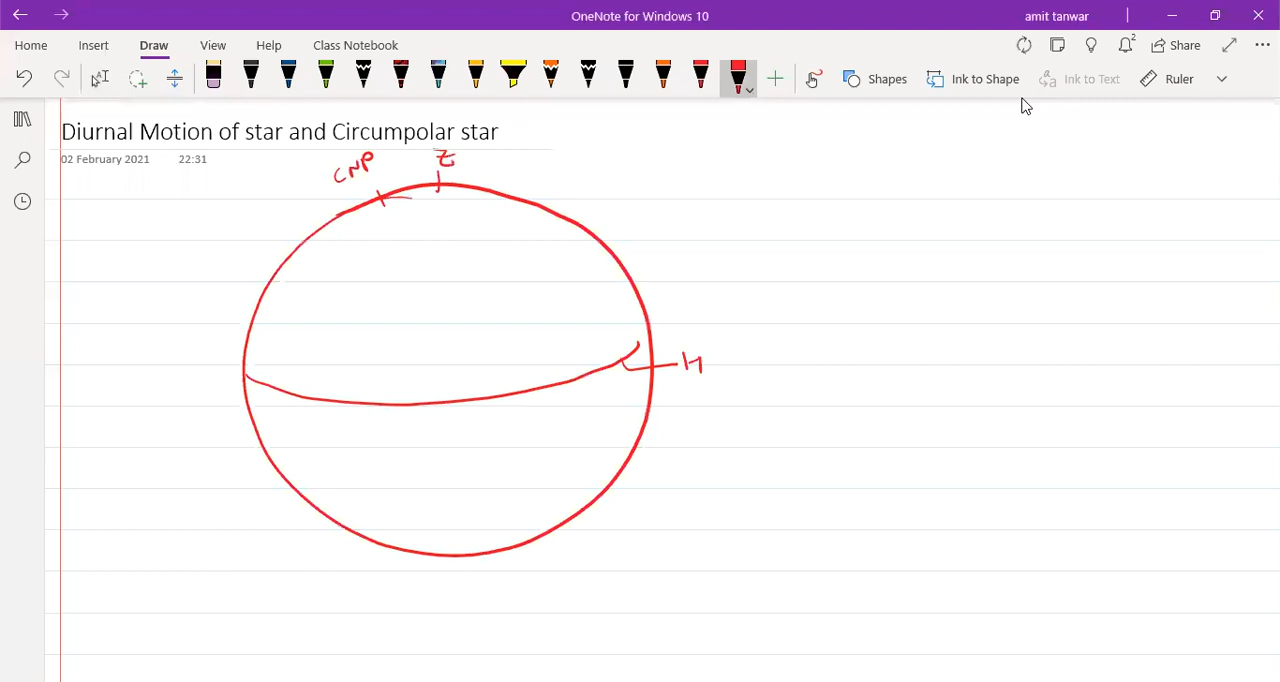 OneNote for Windows 10
amit tanwar
Home Insert Draw View Help Class Notebook
2 Share
Shapes Ink to Shape Ink to Text Ruler
Diurnal Motion of star and Circumpolar star
02 February 2021 22:31
CNP Z
H